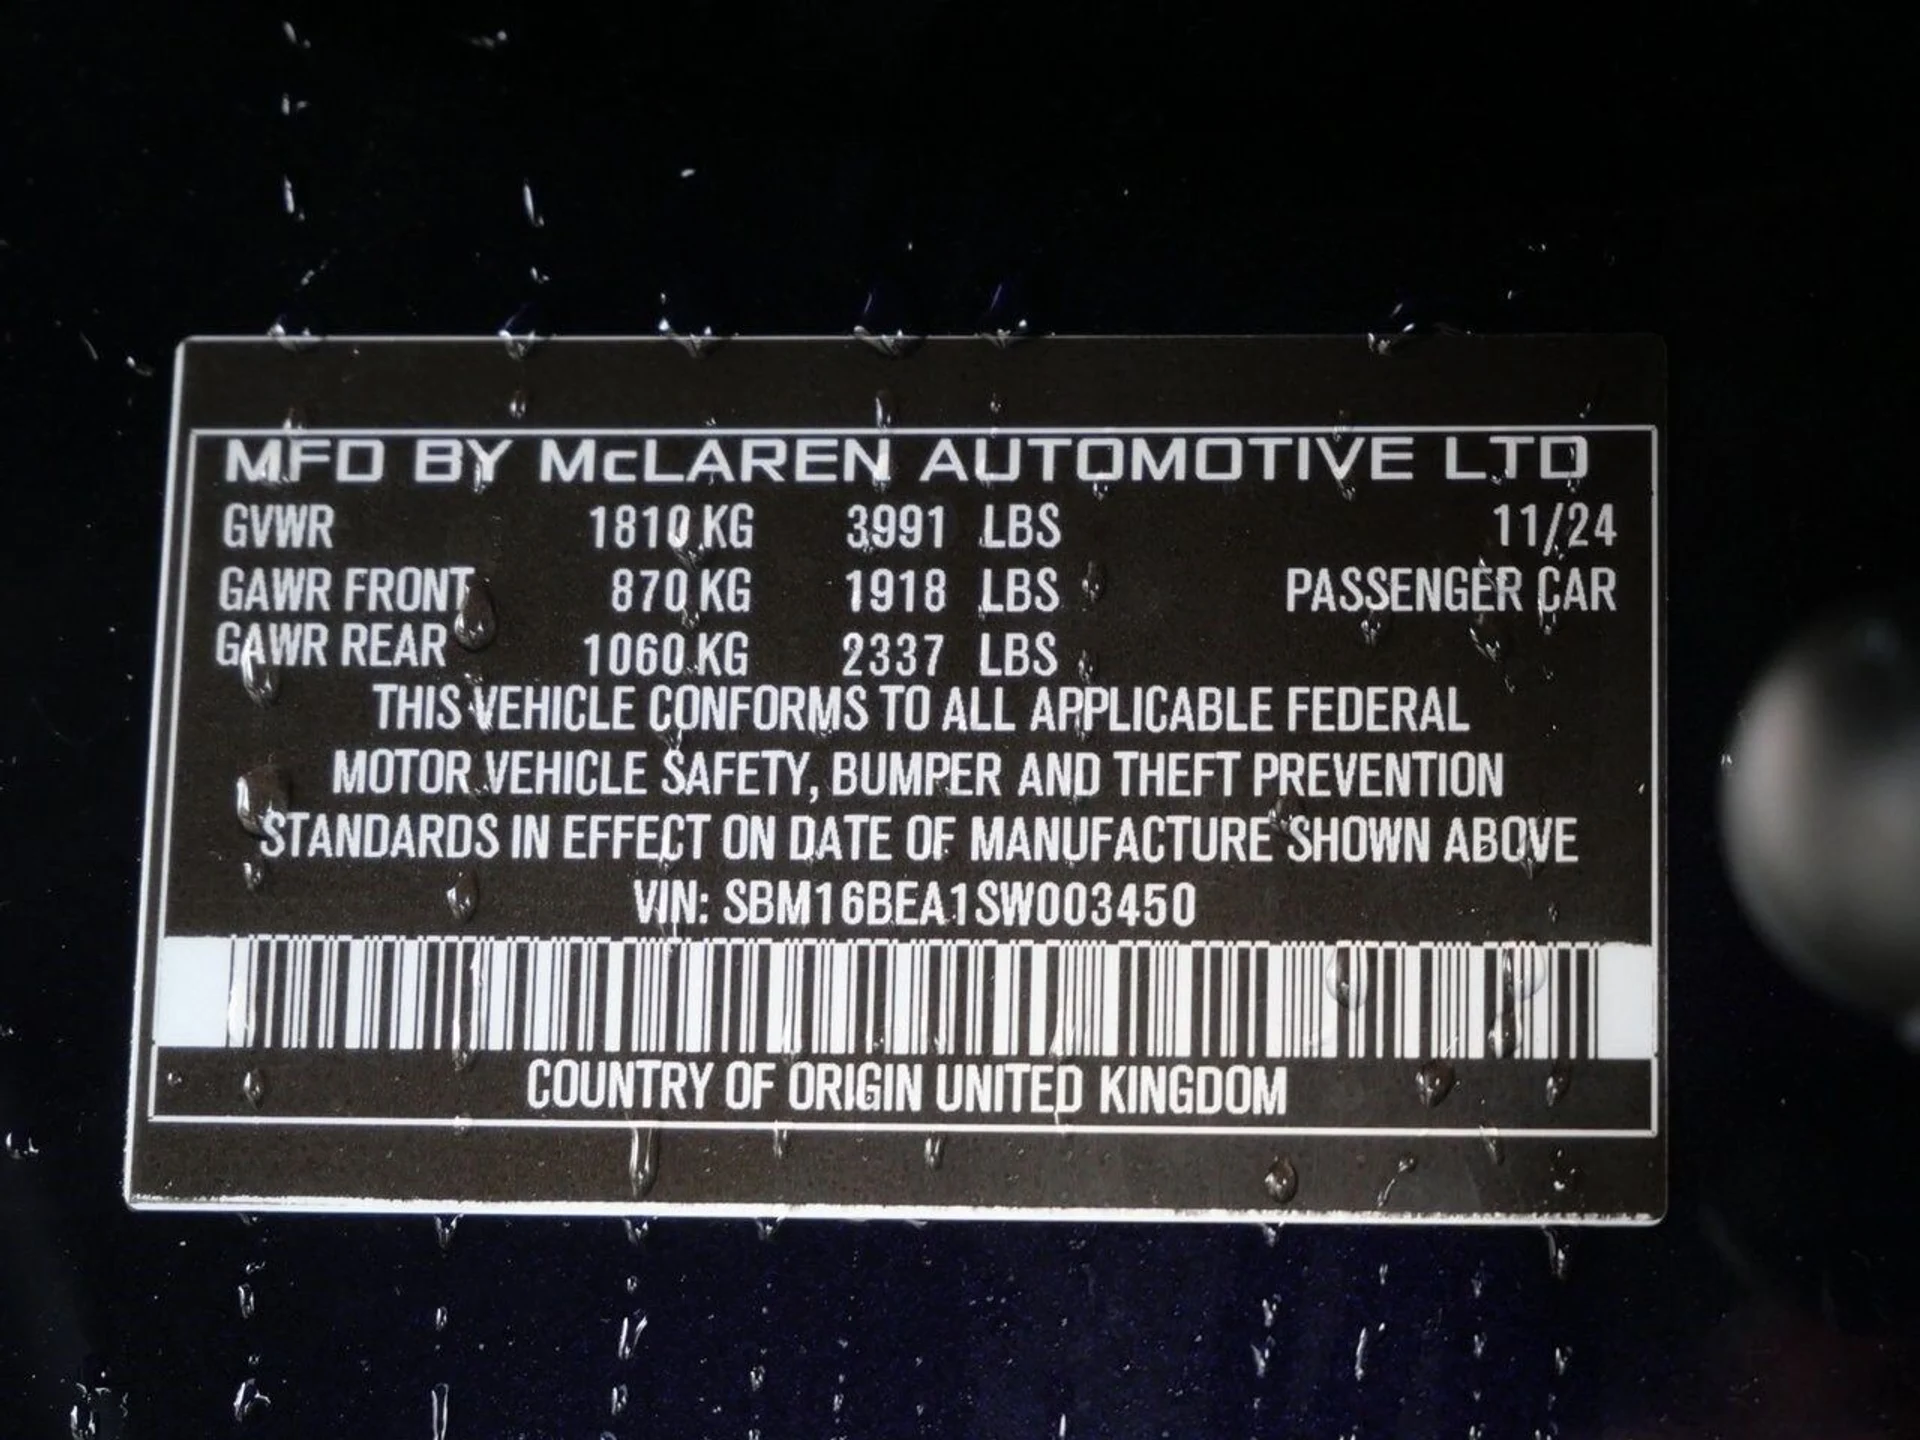 MFD BY McLAREN AUTOMOTIVE LTD
GVWR 1810 KG 3991 LBS 11/24
GAWR FRONT 870 KG 1918 LBS PASSENGER CAR
GAWR REAR 1060 KG 2337 LBS
THIS VEHICLE CONFORMS TO ALL APPLICABLE FEDERAL
MOTOR VEHICLE SAFETY, BUMPER AND THEFT PREVENTION
STANDARDS IN EFFECT ON DATE OF MANUFACTURE SHOWN ABOVE
VIN: SBM16BEA1SW003450
COUNTRY OF ORIGIN UNITED KINGDOM